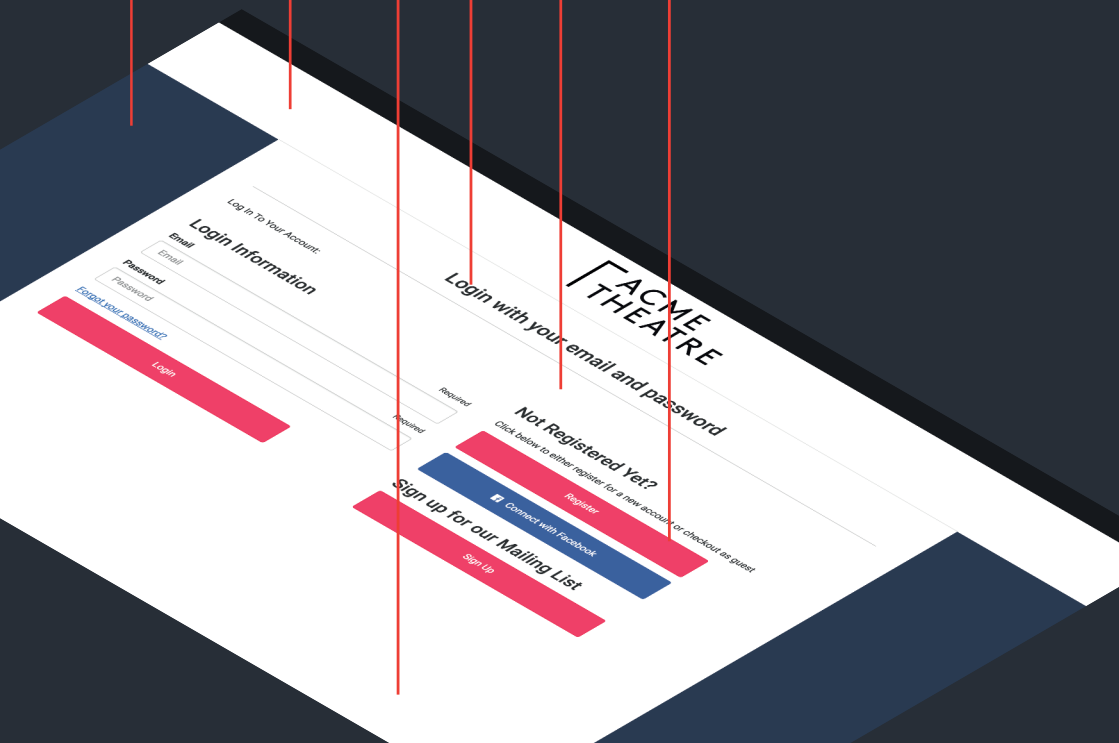 ACME
THEATRE
Login with your email and password
Log In To Your Account:
Login Information
Email
Required
Email
Password
Required
Password
Forgot your password?
Login
Not Registered Yet?
Click below to either register for a new account or checkout as guest
Register
Connect with Facebook
Sign up for our Mailing List
Sign Up